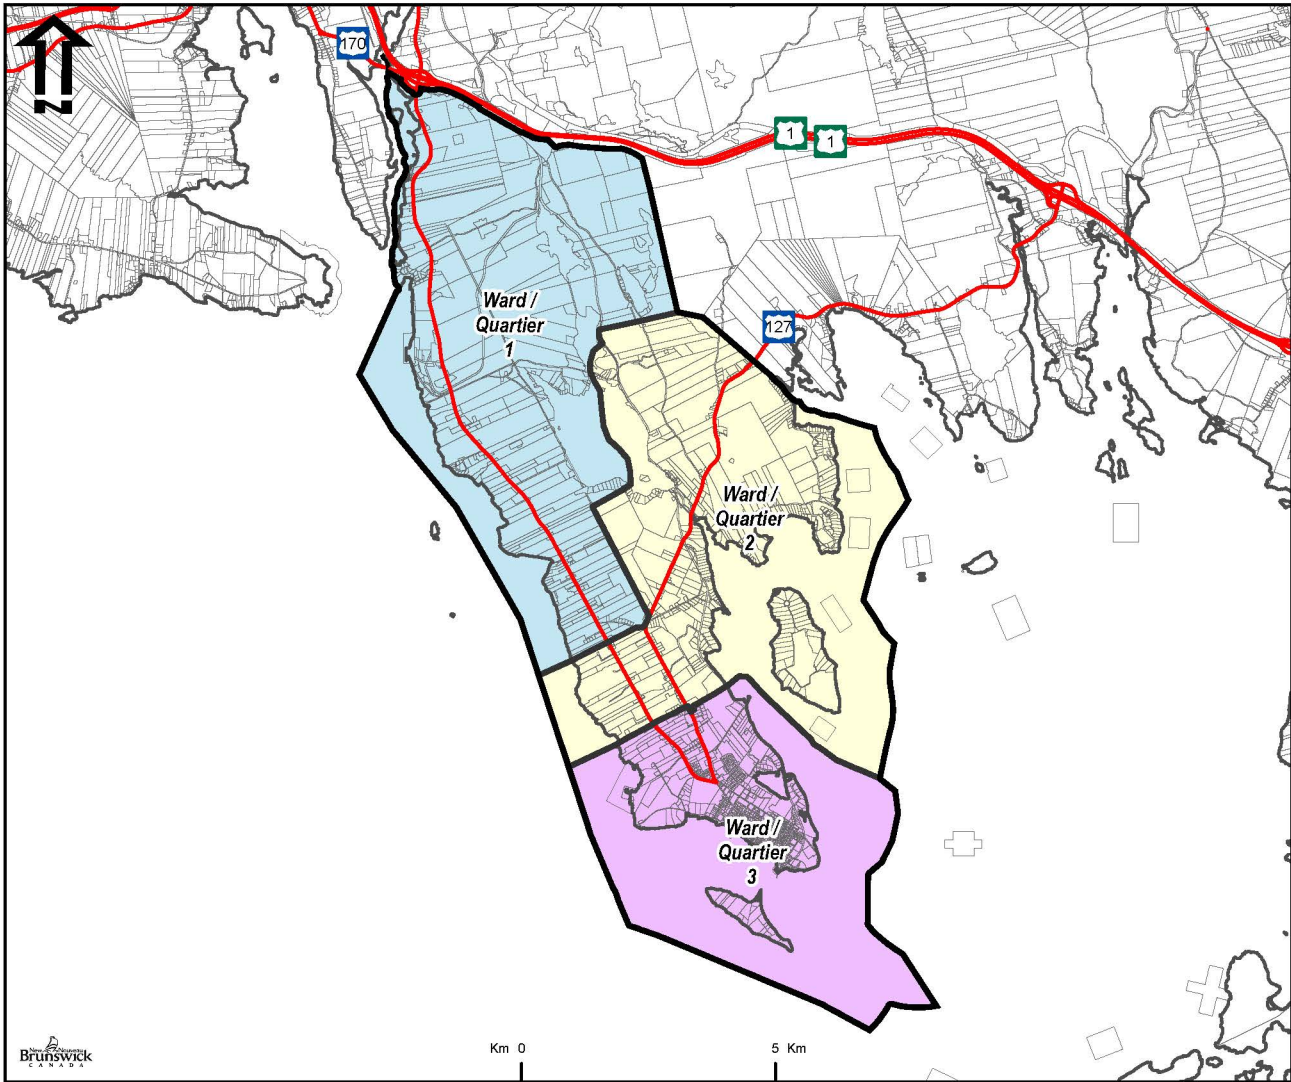 N
170
1
1
Ward /
Quartier
1
127
Ward /
Quartier
2
Ward /
Quartier
3
New Nouveau
Brunswick
CANADA
Km 0
5 Km